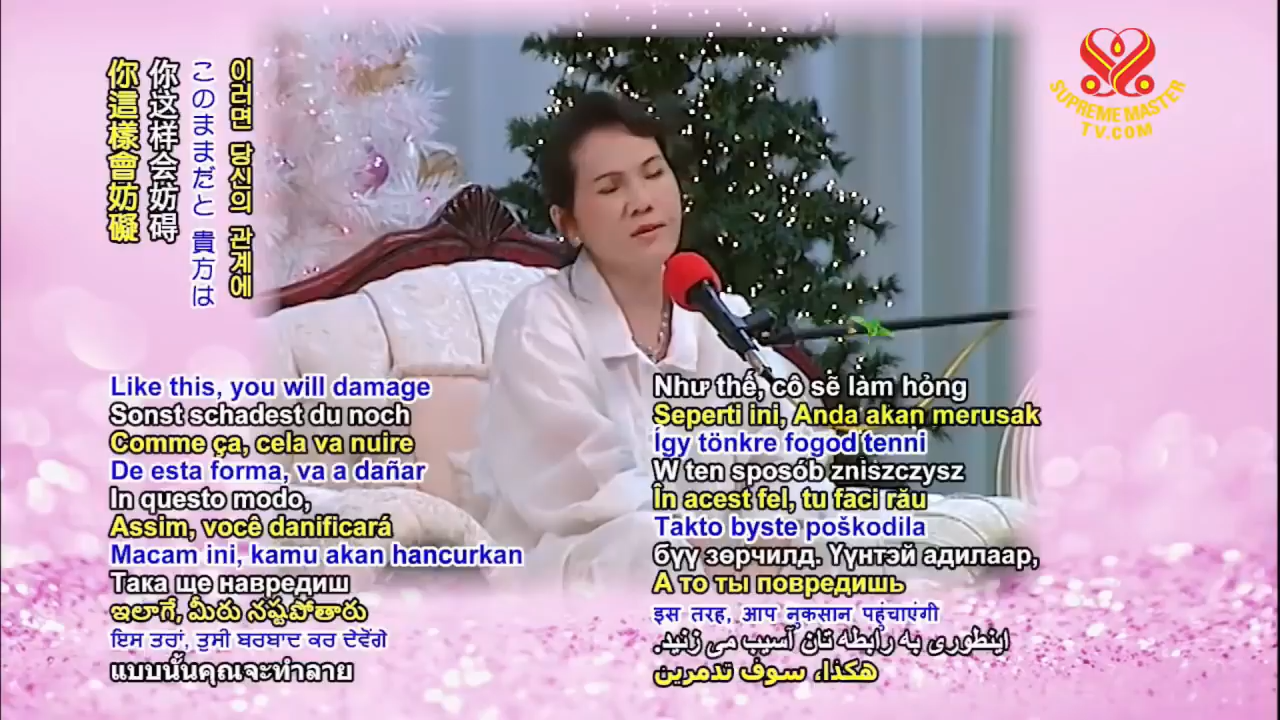 이러면 당신의 관계에
このままだと 貴方は
你这样会妨碍
你這樣會妨礙
SUPREME MASTER
TV.COM
Like this, you will damage
Sonst schadest du noch
Comme ça, cela va nuire
De esta forma, va a dañar
In questo modo,
Assim, você danificará
Macam ini, kamu akan hancurkan
Така ще навредиш
ఇలాగే, మీరు నష్టపోతారు
ਇਸ ਤਰਾਂ, ਤੁਸੀ ਬਰਬਾਦ ਕਰ ਦੇਵੋਂਗੇ
แบบนั้นคุณจะทำลาย
Như thế, cô sẽ làm hỏng
Seperti ini, Anda akan merusak
Így tönkre fogod tenni
W ten sposób zniszczysz
În acest fel, tu faci rău
Takto byste poškodila
бүү зөрчилд. Үүнтэй адилаар,
А то ты повредишь
इस तरह, आप नुकसान पहुंचाएंगी
اینطوری به رابطه تان آسیب می زنید.
هكذا، سوف تدمرين